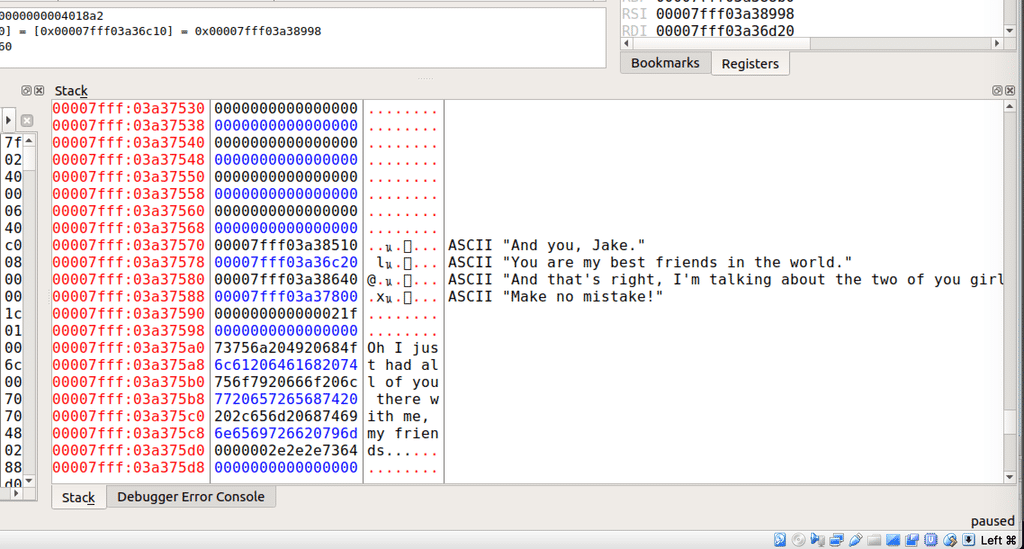 00000000004018a2
0] = [0x00007fff03a36c10] = 0x00007fff03a38998
60
RSI 00007fff03a38998
RDI 00007fff03a36d20
Bookmarks Registers
Stack
7f
02
40
00
06
40
c0
08
00
00
1c
01
00
6c
00
70
70
48
02
88
d0
00007fff:03a37530 0000000000000000 ........
00007fff:03a37538 0000000000000000 ........
00007fff:03a37540 0000000000000000 ........
00007fff:03a37548 0000000000000000 ........
00007fff:03a37550 0000000000000000 ........
00007fff:03a37558 0000000000000000 ........
00007fff:03a37560 0000000000000000 ........
00007fff:03a37568 0000000000000000 ........
00007fff:03a37570 00007fff03a38510 ASCII "And you, Jake."
00007fff:03a37578 00007fff03a36c20 ASCII "You are my best friends in the world."
00007fff:03a37580 00007fff03a38640 ASCII "And that's right, I'm talking about the two of you girl
00007fff:03a37588 00007fff03a37800 ASCII "Make no mistake!"
00007fff:03a37590 000000000000021f ........
00007fff:03a37598 0000000000000000 ........
00007fff:03a375a0 73756a204920684f Oh I jus
00007fff:03a375a8 6c61206461682074 t had al
00007fff:03a375b0 756f7920666f206c l of you
00007fff:03a375b8 7720657265687420 there w
00007fff:03a375c0 202c656d20687469 ith me,
00007fff:03a375c8 6e6569726620796d my frien
00007fff:03a375d0 0000002e2e2e7364 ds......
00007fff:03a375d8 0000000000000000 ........
Stack Debugger Error Console
paused
Left ⌘